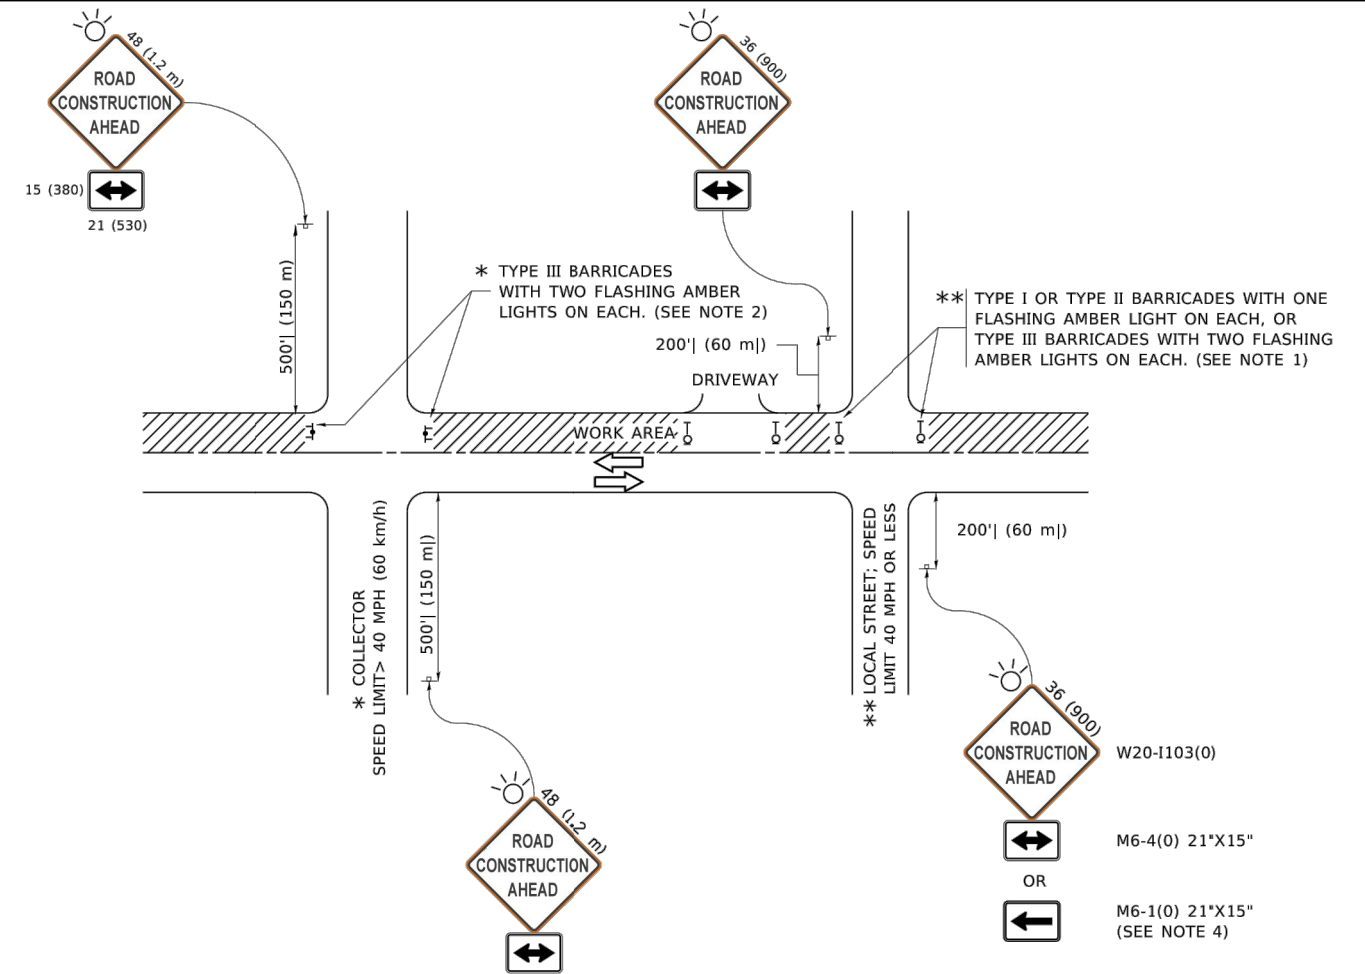 48 (1.2 m)
ROAD
CONSTRUCTION
AHEAD
15 (380)
21 (530)
36 (900)
ROAD
CONSTRUCTION
AHEAD
500'| (150 m)
* TYPE III BARRICADES
WITH TWO FLASHING AMBER
LIGHTS ON EACH. (SEE NOTE 2)
200'| (60 m|)
DRIVEWAY
** TYPE I OR TYPE II BARRICADES WITH ONE
FLASHING AMBER LIGHT ON EACH, OR
TYPE III BARRICADES WITH TWO FLASHING
AMBER LIGHTS ON EACH. (SEE NOTE 1)
WORK AREA
* COLLECTOR
SPEED LIMIT> 40 MPH (60 km/h)
500'| (150 m|)
** LOCAL STREET; SPEED
LIMIT 40 MPH OR LESS
200'| (60 m|)
48 (1.2 m)
ROAD
CONSTRUCTION
AHEAD
36 (900)
ROAD
CONSTRUCTION
AHEAD
W20-I103(0)
M6-4(0) 21"X15"
OR
M6-1(0) 21"X15"
(SEE NOTE 4)